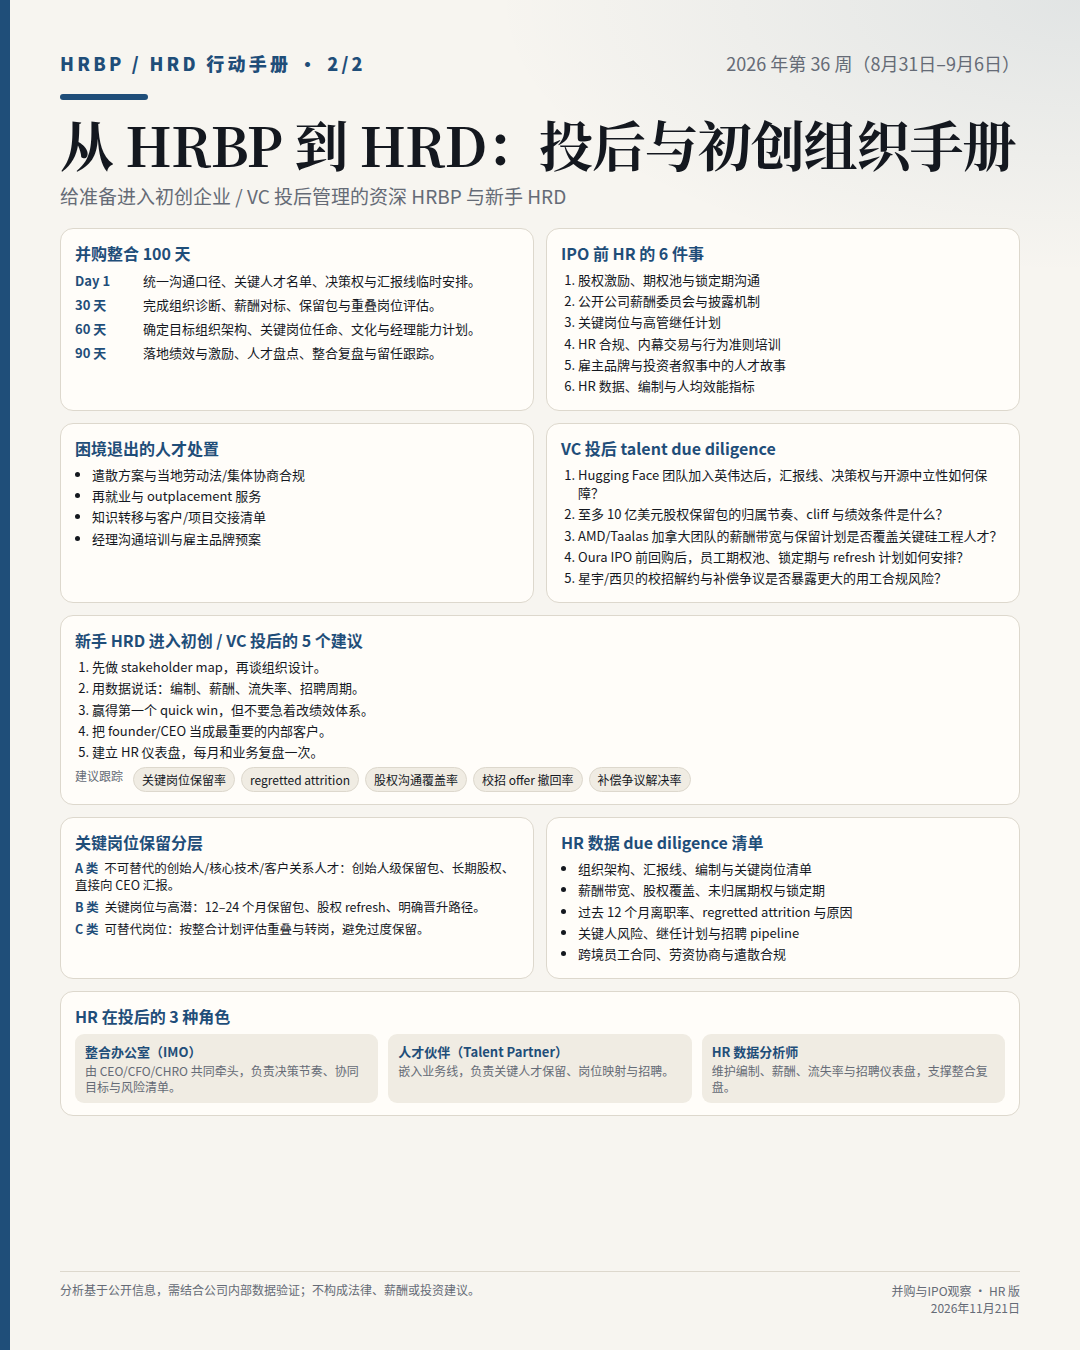 HRBP / HRD 行动手册 · 2/2
2026 年第 36 周（8月31日–9月6日）
从 HRBP 到 HRD：投后与初创组织手册
给准备进入初创企业 / VC 投后管理的资深 HRBP 与新手 HRD
并购整合 100 天
Day 1 统一沟通口径、关键人才名单、决策权与汇报线临时安排。
30 天 完成组织诊断、薪酬对标、保留包与重叠岗位评估。
60 天 确定目标组织架构、关键岗位任命、文化与经理能力计划。
90 天 落地绩效与激励、人才盘点、整合复盘与留任跟踪。
IPO 前 HR 的 6 件事
1. 股权激励、期权池与锁定期沟通
2. 公开公司薪酬委员会与披露机制
3. 关键岗位与高管继任计划
4. HR 合规、内幕交易与行为准则培训
5. 雇主品牌与投资者叙事中的人才故事
6. HR 数据、编制与人均效能指标
困境退出的人才处置
• 遣散方案与当地劳动法/集体协商合规
• 再就业与 outplacement 服务
• 知识转移与客户/项目交接清单
• 经理沟通培训与雇主品牌预案
VC 投后 talent due diligence
1. Hugging Face 团队加入英伟达后，汇报线、决策权与开源中立性如何保
障？
2. 至多 10 亿美元股权保留包的归属节奏、cliff 与绩效条件是什么？
3. AMD/Taalas 加拿大团队的薪酬带宽与保留计划是否覆盖关键硅工程人才？
4. Oura IPO 前回购后，员工期权池、锁定期与 refresh 计划如何安排？
5. 星宇/西贝的校招解约与补偿争议是否暴露更大的用工合规风险？
新手 HRD 进入初创 / VC 投后的 5 个建议
1. 先做 stakeholder map，再谈组织设计。
2. 用数据说话：编制、薪酬、流失率、招聘周期。
3. 赢得第一个 quick win，但不要急着改绩效体系。
4. 把 founder/CEO 当成最重要的内部客户。
5. 建立 HR 仪表盘，每月和业务复盘一次。
建议跟踪 关键岗位保留率 regretted attrition 股权沟通覆盖率 校招 offer 撤回率 补偿争议解决率
关键岗位保留分层
A 类 不可替代的创始人/核心技术/客户关系人才：创始人级保留包、长期股权、
直接向 CEO 汇报。
B 类 关键岗位与高潜：12–24 个月保留包、股权 refresh、明确晋升路径。
C 类 可替代岗位：按整合计划评估重叠与转岗，避免过度保留。
HR 数据 due diligence 清单
• 组织架构、汇报线、编制与关键岗位清单
• 薪酬带宽、股权覆盖、未归属期权与锁定期
• 过去 12 个月离职率、regretted attrition 与原因
• 关键人风险、继任计划与招聘 pipeline
• 跨境员工合同、劳资协商与遣散合规
HR 在投后的 3 种角色
整合办公室（IMO）
由 CEO/CFO/CHRO 共同牵头，负责决策节奏、协同
目标与风险清单。
人才伙伴（Talent Partner）
嵌入业务线，负责关键人才保留、岗位映射与招聘。
HR 数据分析师
维护编制、薪酬、流失率与招聘仪表盘，支撑整合复
盘。
分析基于公开信息，需结合公司内部数据验证；不构成法律、薪酬或投资建议。
并购与IPO观察 · HR 版
2026年11月21日